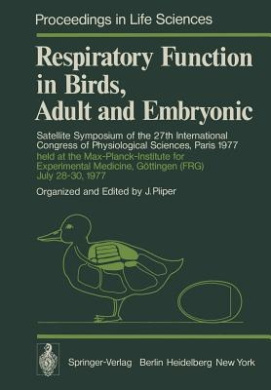 Proceedings in Life Sciences
Respiratory Function
in Birds,
Adult and Embryonic
Satellite Symposium of the 27th International
Congress of Physiological Sciences, Paris 1977
held at the Max-Planck-Institute for
Experimental Medicine, Göttingen (FRG)
July 28-30, 1977
Organized and Edited by J. Piiper
Springer-Verlag Berlin Heidelberg New York